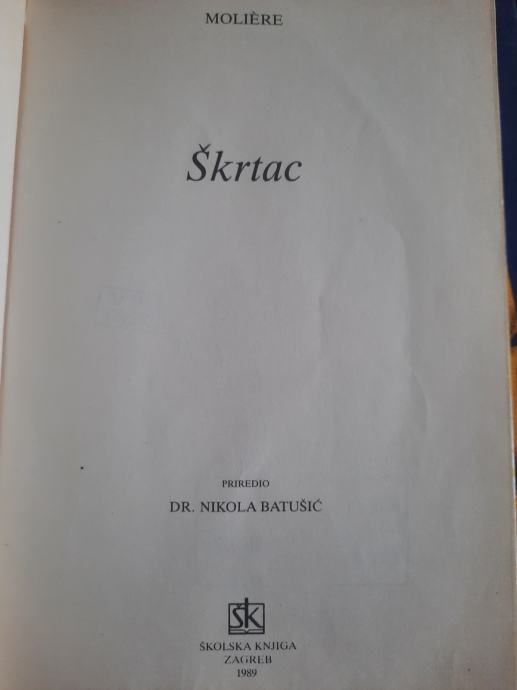 MOLIÈRE
Škrtac
PRIREDIO
DR. NIKOLA BATUŠIĆ
ŠK
ŠKOLSKA KNJIGA
ZAGREB
1989